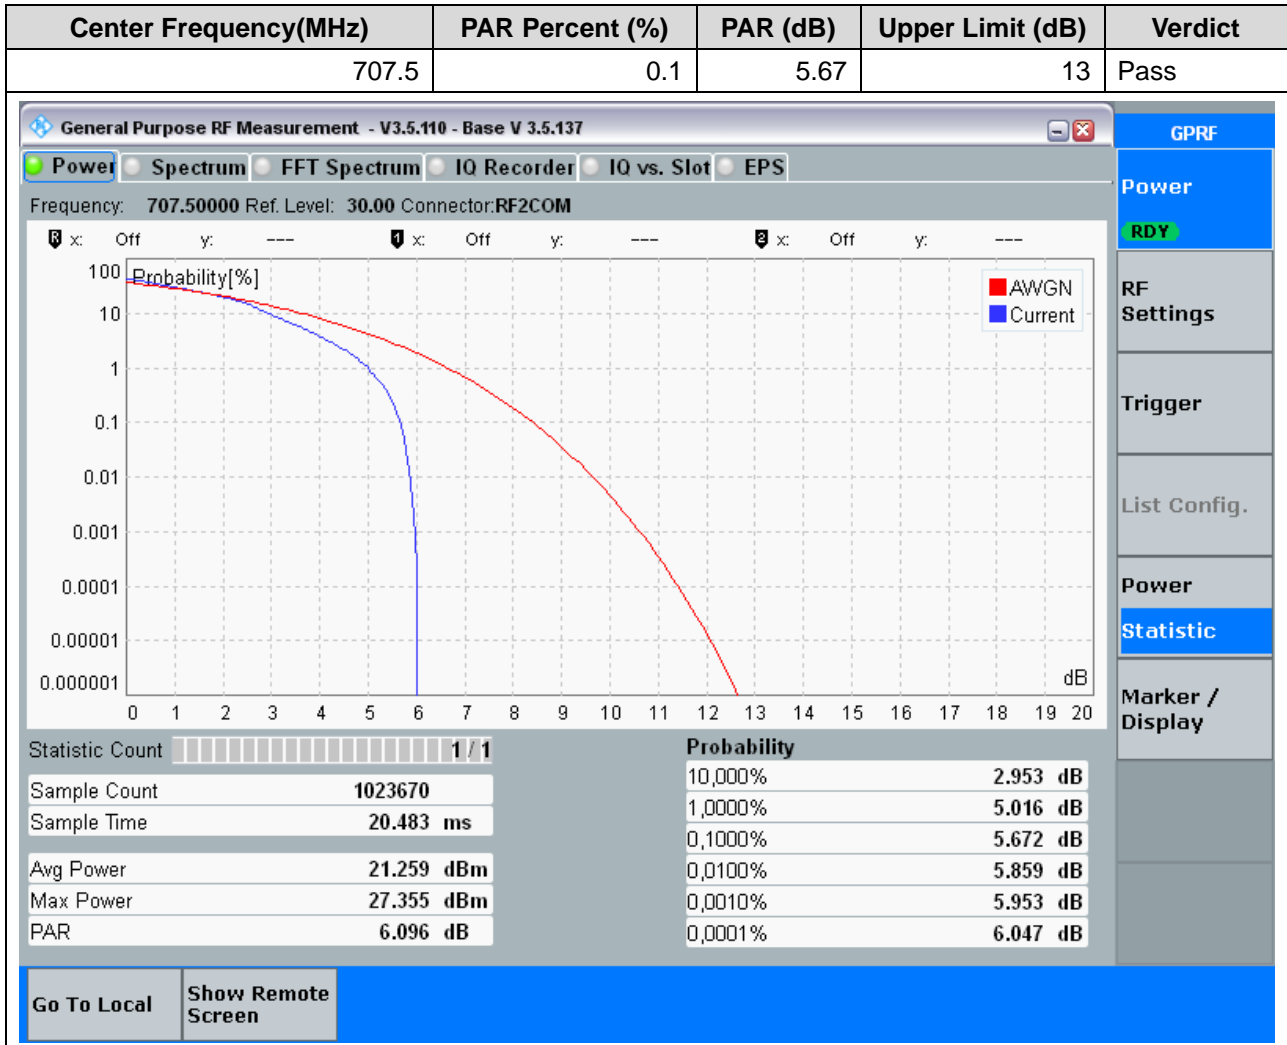 Center Frequency(MHz) PAR Percent (%) PAR (dB) Upper Limit (dB) Verdict
707.5 0.1 5.67 13 Pass
General Purpose RF Measurement - V3.5.110 - Base V 3.5.137
GPRF
Power Spectrum FFT Spectrum IQ Recorder IQ vs. Slot EPS
Power
RDY
Frequency: 707.50000 Ref. Level: 30.00 Connector:RF2COM
R x: Off y: --- 1 x: Off y: --- 2 x: Off y: ---
Probability[%]
AWGN
Current
100
10
1
0.1
0.01
0.001
0.0001
0.00001
0.000001
dB
0 1 2 3 4 5 6 7 8 9 10 11 12 13 14 15 16 17 18 19 20
RF
Settings
Trigger
List Config.
Power
Statistic
Marker /
Display
Statistic Count 1 / 1
Sample Count 1023670
Sample Time 20.483 ms
Avg Power 21.259 dBm
Max Power 27.355 dBm
PAR 6.096 dB
Probability
10,000% 2.953 dB
1,0000% 5.016 dB
0,1000% 5.672 dB
0,0100% 5.859 dB
0,0010% 5.953 dB
0,0001% 6.047 dB
Go To Local
Show Remote
Screen